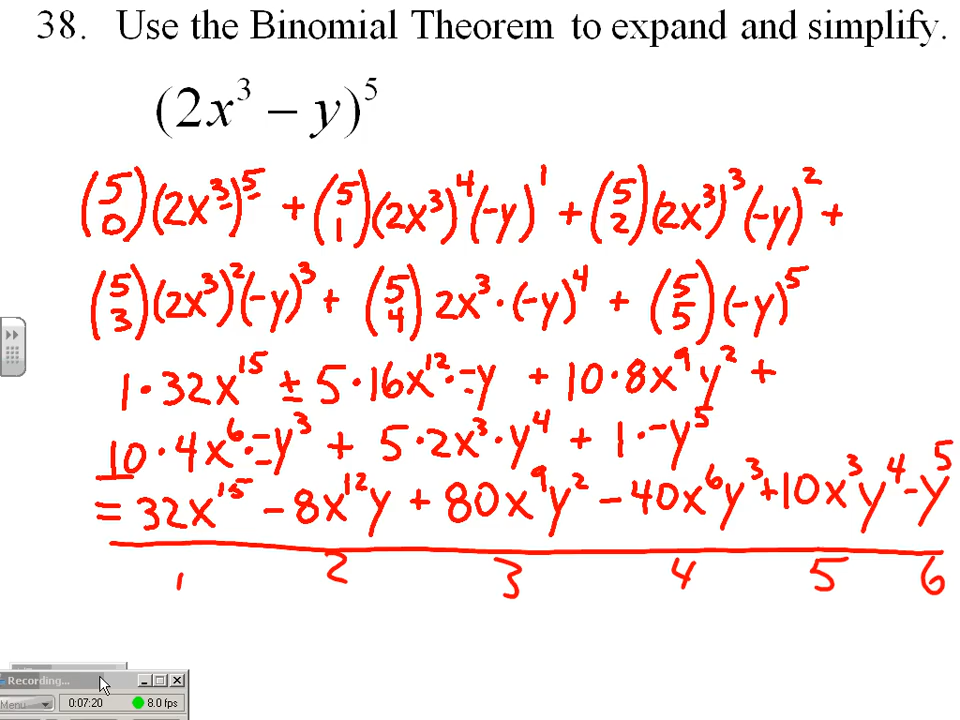 38. Use the Binomial Theorem to expand and simplify.
(2x³ − y)⁵
(5 0)(2x³)⁵ + (5 1)(2x³)⁴(-y)¹ + (5 2)(2x³)³(-y)² +
(5 3)(2x³)²(-y)³ + (5 4) 2x³·(-y)⁴ + (5 5)(-y)⁵
1·32x¹⁵ ± 5·16x¹²·-y + 10·8x⁹y² +
10·4x⁶·-y³ + 5·2x³·y⁴ + 1·-y⁵
= 32x¹⁵ - 8x¹²y + 80x⁹y² - 40x⁶y³ + 10x³y⁴ - y⁵
1 2 3 4 5 6
Recording...
Menu 0:07:20 8.0 fps